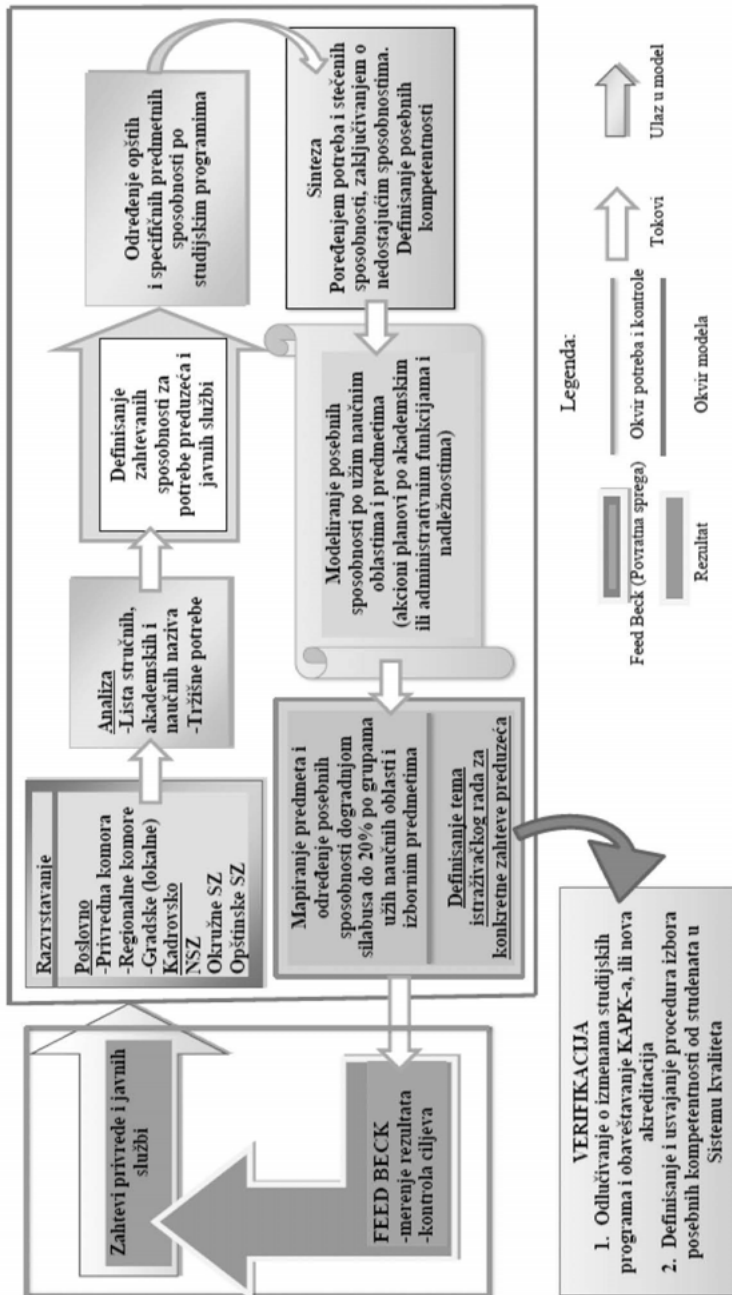 Zahtevi privrede i javnih
službi
FEED BECK
-merenje rezultata
-kontrola ciljeva
Razvrstavanje
Poslovno
-Privredna komora
-Regionalne komore
-Gradske (lokalne)
Kadrovsko
NSZ
Okružne SZ
Opštinske SZ
Analiza
-Lista stručnih,
akademskih i
naučnih naziva
-Tržišne potrebe
Definisanje
zahtevanih
sposobnosti za
potrebe preduzeća i
javnih službi
Određenje opštih
i specifičnih predmetnih
sposobnosti po
studijskim programima
Sinteza
Poređenjem potreba i stečenih
sposobnosti, zaključivanjem o
nedostajućim sposobnostima.
Definisanje posebnih
kompetentnosti
Modeliranje posebnih
sposobnosti po užim naučnim
oblastima i predmetima
(akcioni planovi po akademskim
ili administrativnim funkcijama i
nadležnostima)
Mapiranje predmeta i
određenje posebnih
sposobnosti dogradnjom
silabusa do 20% po grupama
užih naučnih oblasti i
izbornim predmetima
Definisanje tema
istraživačkog rada za
konkretne zahteve preduzeća
VERIFIKACIJA
1. Odlučivanje o izmenama studijskih
programa i obaveštavanje KAPK-a, ili nova
akreditacija
2. Definisanje i usvajanje procedura izbora
posebnih kompetentnosti od studenata u
Sistemu kvaliteta
Legenda:
Feed Beck (Povratna sprega)
Okvir potreba i kontrole
Tokovi
Ulaz u model
Rezultat
Okvir modela